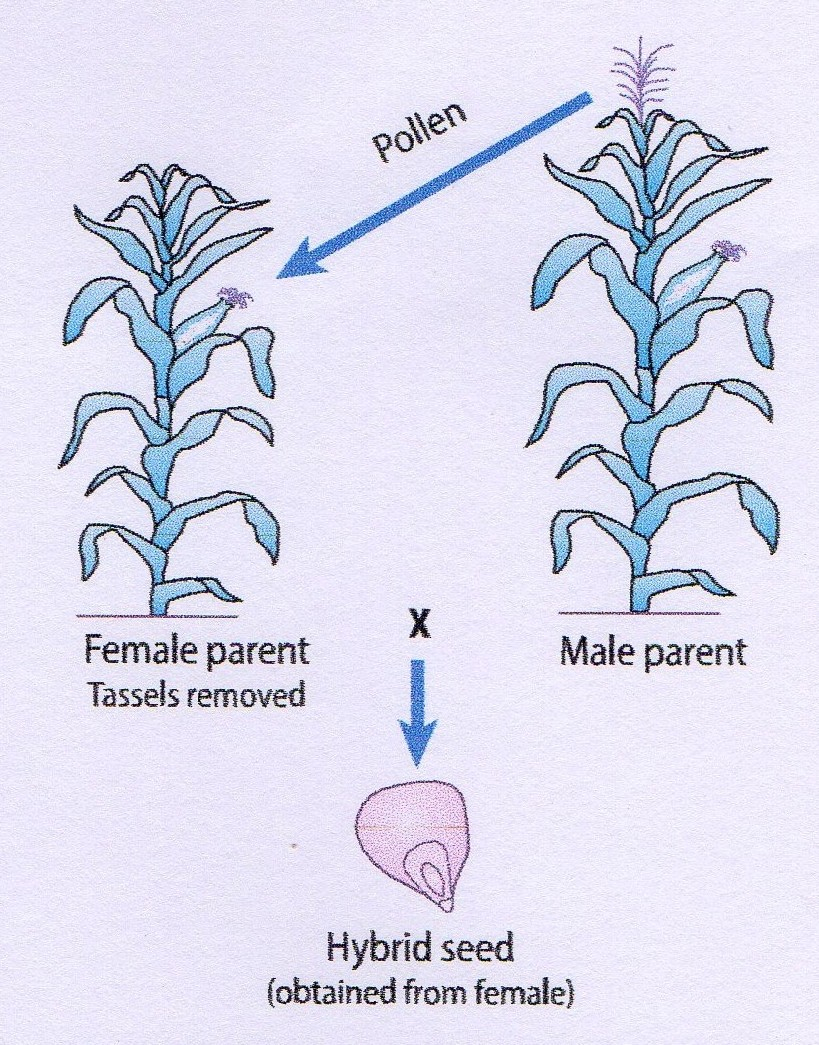 Pollen
Female parent
Tassels removed
X
Male parent
Hybrid seed
(obtained from female)